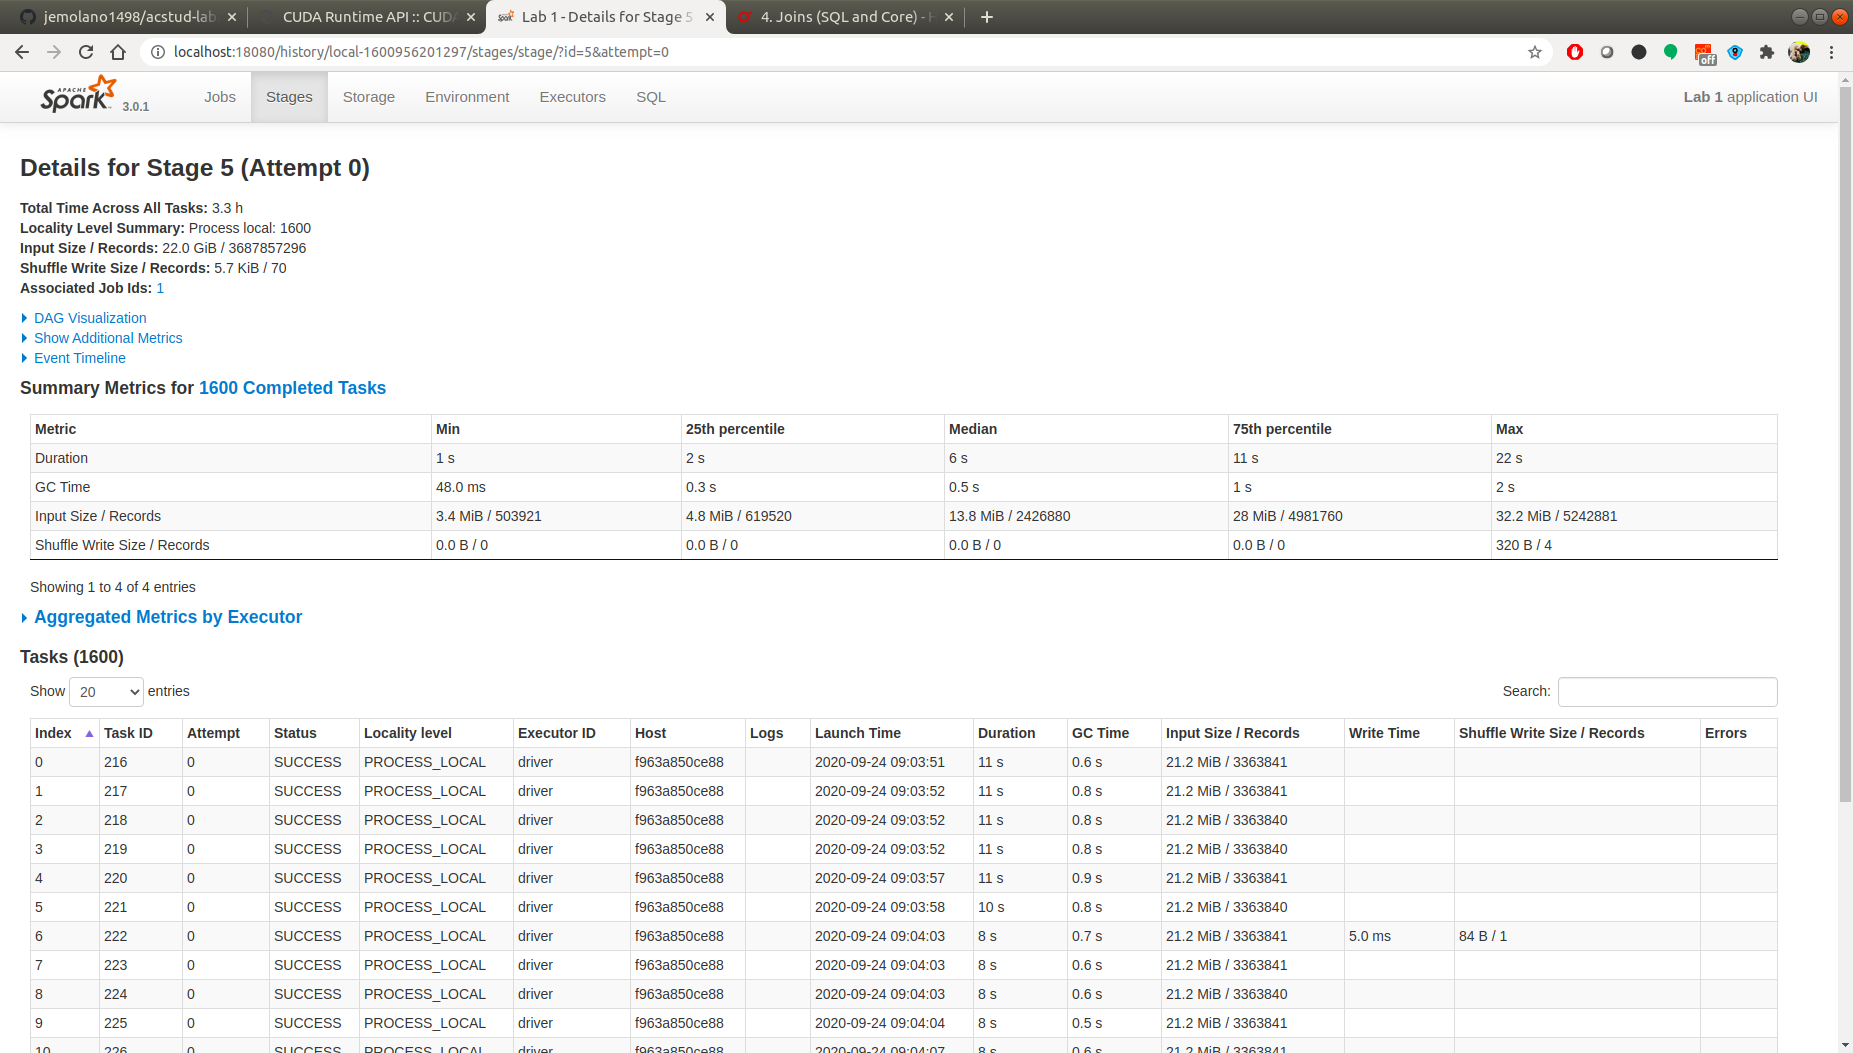 jemolano1498/acstud-lab
CUDA Runtime API :: CUDA
Lab 1 - Details for Stage 5
4. Joins (SQL and Core) - H
localhost:18080/history/local-1600956201297/stages/stage/?id=5&attempt=0
off
APACHE Spark 3.0.1 Jobs Stages Storage Environment Executors SQL Lab 1 application UI
Details for Stage 5 (Attempt 0)
Total Time Across All Tasks: 3.3 h
Locality Level Summary: Process local: 1600
Input Size / Records: 22.0 GiB / 3687857296
Shuffle Write Size / Records: 5.7 KiB / 70
Associated Job Ids: 1
DAG Visualization
Show Additional Metrics
Event Timeline
Summary Metrics for 1600 Completed Tasks
Metric Min 25th percentile Median 75th percentile Max
Duration 1 s 2 s 6 s 11 s 22 s
GC Time 48.0 ms 0.3 s 0.5 s 1 s 2 s
Input Size / Records 3.4 MiB / 503921 4.8 MiB / 619520 13.8 MiB / 2426880 28 MiB / 4981760 32.2 MiB / 5242881
Shuffle Write Size / Records 0.0 B / 0 0.0 B / 0 0.0 B / 0 0.0 B / 0 320 B / 4
Showing 1 to 4 of 4 entries
Aggregated Metrics by Executor
Tasks (1600)
Show 20 entries Search:
Index Task ID Attempt Status Locality level Executor ID Host Logs Launch Time Duration GC Time Input Size / Records Write Time Shuffle Write Size / Records Errors
0 216 0 SUCCESS PROCESS_LOCAL driver f963a850ce88 2020-09-24 09:03:51 11 s 0.6 s 21.2 MiB / 3363841
1 217 0 SUCCESS PROCESS_LOCAL driver f963a850ce88 2020-09-24 09:03:52 11 s 0.8 s 21.2 MiB / 3363841
2 218 0 SUCCESS PROCESS_LOCAL driver f963a850ce88 2020-09-24 09:03:52 11 s 0.8 s 21.2 MiB / 3363840
3 219 0 SUCCESS PROCESS_LOCAL driver f963a850ce88 2020-09-24 09:03:52 11 s 0.8 s 21.2 MiB / 3363840
4 220 0 SUCCESS PROCESS_LOCAL driver f963a850ce88 2020-09-24 09:03:57 11 s 0.9 s 21.2 MiB / 3363841
5 221 0 SUCCESS PROCESS_LOCAL driver f963a850ce88 2020-09-24 09:03:58 10 s 0.8 s 21.2 MiB / 3363840
6 222 0 SUCCESS PROCESS_LOCAL driver f963a850ce88 2020-09-24 09:04:03 8 s 0.7 s 21.2 MiB / 3363841 5.0 ms 84 B / 1
7 223 0 SUCCESS PROCESS_LOCAL driver f963a850ce88 2020-09-24 09:04:03 8 s 0.6 s 21.2 MiB / 3363841
8 224 0 SUCCESS PROCESS_LOCAL driver f963a850ce88 2020-09-24 09:04:03 8 s 0.6 s 21.2 MiB / 3363840
9 225 0 SUCCESS PROCESS_LOCAL driver f963a850ce88 2020-09-24 09:04:04 8 s 0.5 s 21.2 MiB / 3363841
10 226 0 SUCCESS PROCESS_LOCAL driver f963a850ce88 2020-09-24 09:04:07 8 s 0.6 s 21.2 MiB / 3363841